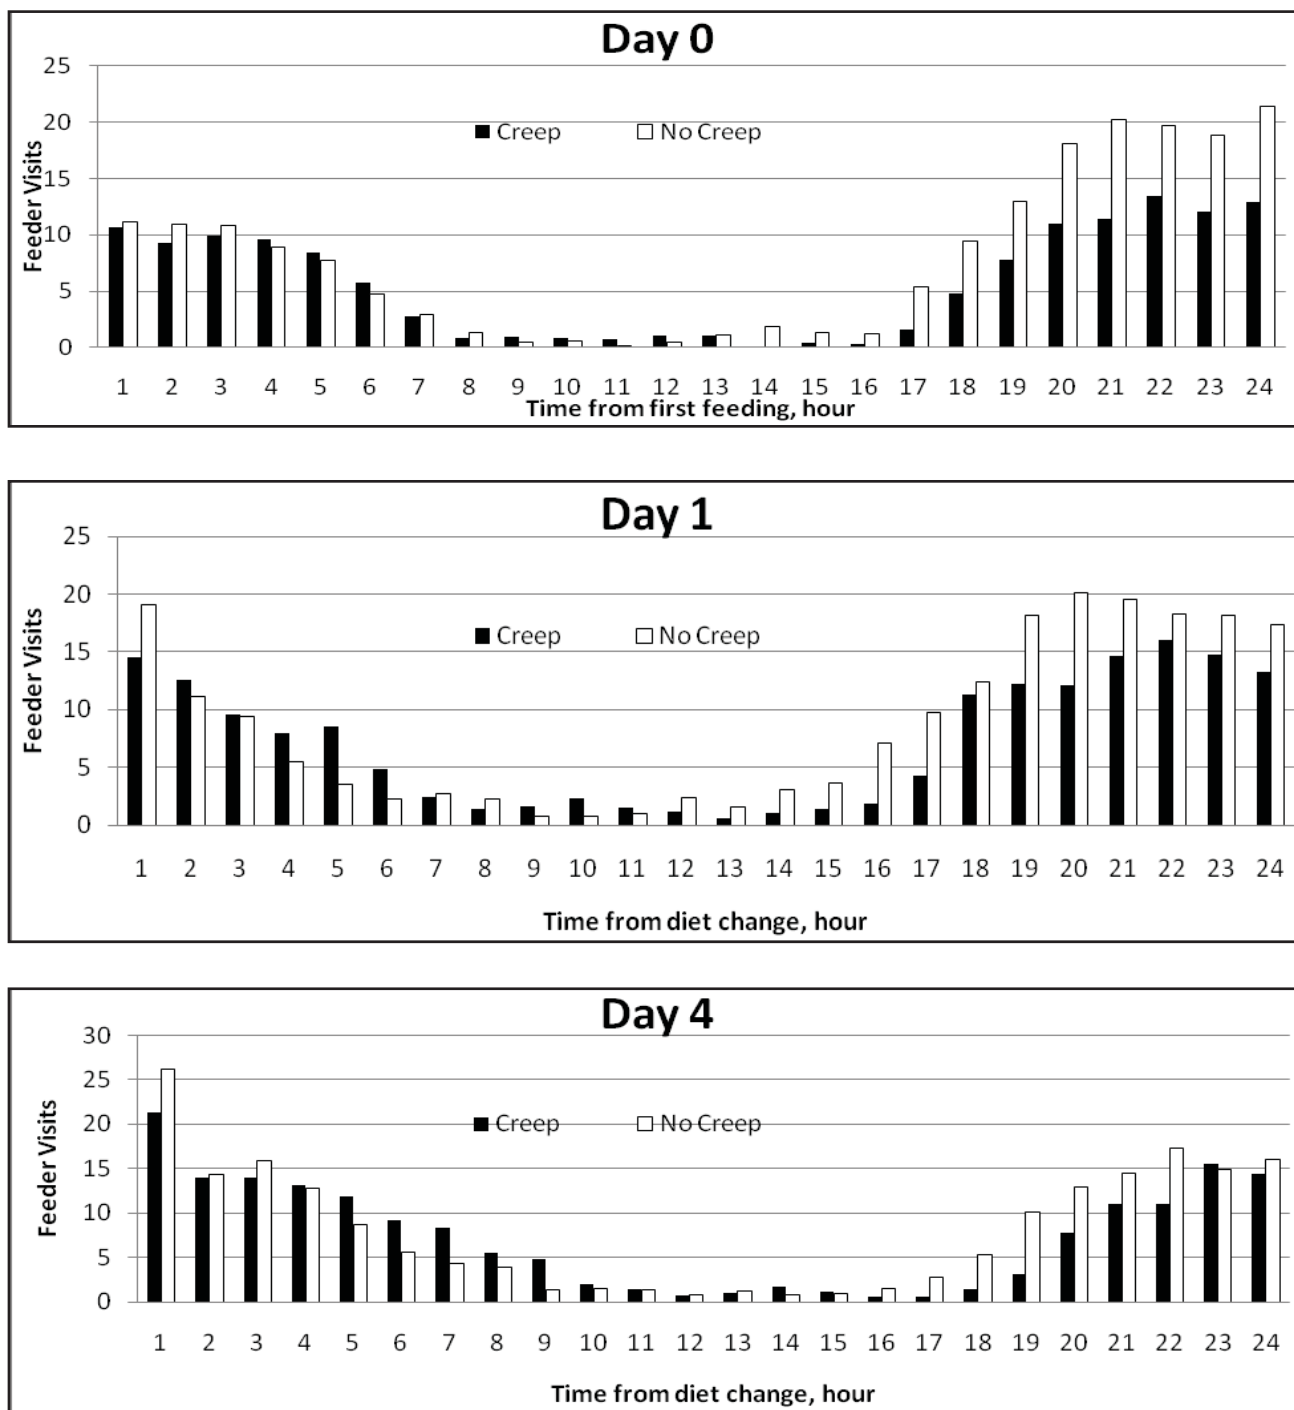 Day 0
25
20
15
10
5
0
Feeder Visits
Creep No Creep
1 2 3 4 5 6 7 8 9 10 11 12 13 14 15 16 17 18 19 20 21 22 23 24
Time from first feeding, hour
Day 1
25
20
15
10
5
0
Feeder Visits
Creep No Creep
1 2 3 4 5 6 7 8 9 10 11 12 13 14 15 16 17 18 19 20 21 22 23 24
Time from diet change, hour
Day 4
30
25
20
15
10
5
0
Feeder Visits
Creep No Creep
1 2 3 4 5 6 7 8 9 10 11 12 13 14 15 16 17 18 19 20 21 22 23 24
Time from diet change, hour